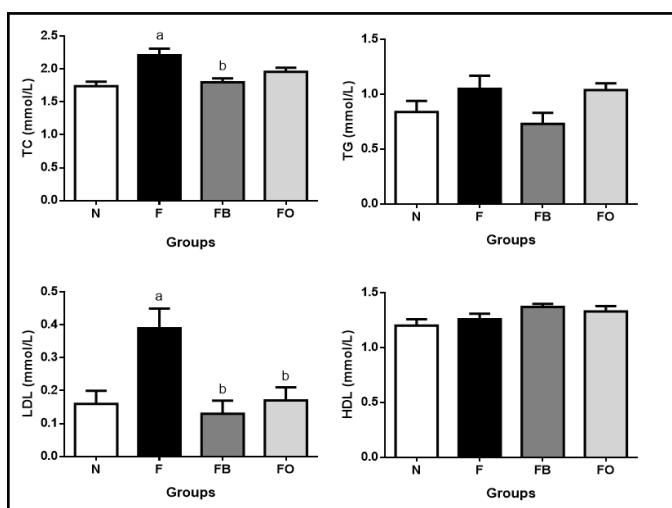 TC (mmol/L)
2.5
2.0
1.5
1.0
0.5
0.0
a
b
N F FB FO
Groups
TG (mmol/L)
1.5
1.0
0.5
0.0
N F FB FO
Groups
LDL (mmol/L)
0.5
0.4
0.3
0.2
0.1
0.0
a
b b
N F FB FO
Groups
HDL (mmol/L)
1.5
1.0
0.5
0.0
N F FB FO
Groups